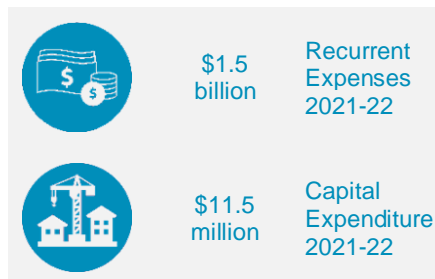 $1.5
billion
Recurrent
Expenses
2021-22
$
$
$11.5
million
Capital
Expenditure
2021-22